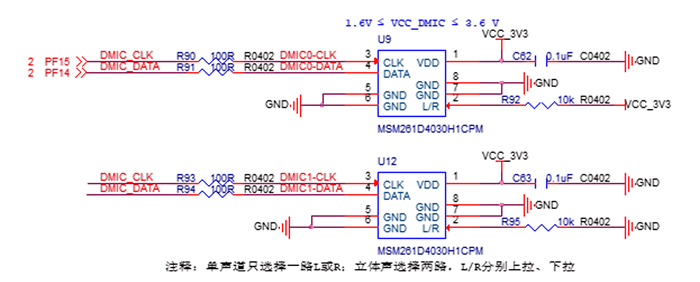 1.6V ≤ VCC_DMIC ≤ 3.6 V
U9
VCC_3V3
2 PF15 DMIC_CLK R90 100R R0402 DMIC0-CLK 3 CLK VDD 1 C62 0.1uF C0402 GND
2 PF14 DMIC_DATA R91 100R R0402 DMIC0-DATA 4 DATA
GND 8 GND
5 GND GND 7
GND 6 GND L/R 2 R92 10k R0402 VCC_3V3
MSM261D4030H1CPM
U12
VCC_3V3
DMIC_CLK R93 100R R0402 DMIC1-CLK 3 CLK VDD 1 C63 0.1uF C0402 GND
DMIC_DATA R94 100R R0402 DMIC1-DATA 4 DATA
GND 8 GND
5 GND GND 7
GND 6 GND L/R 2 R95 10k R0402 GND
MSM261D4030H1CPM
注释：单声道只选择一路L或R；立体声选择两路．L/R分别上拉、下拉